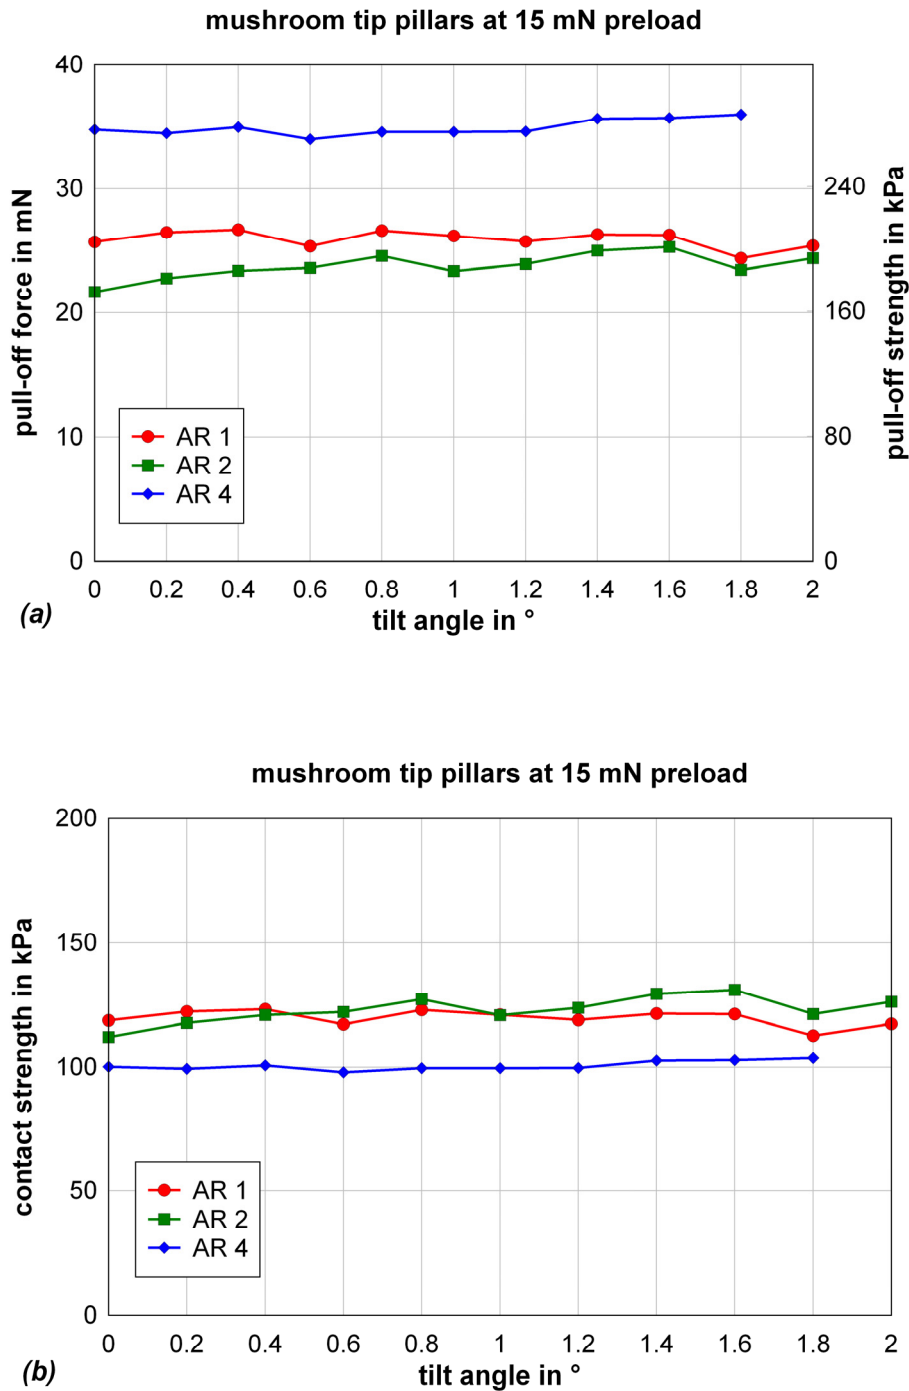 mushroom tip pillars at 15 mN preload
40
30
20
10
0
pull-off force in mN
240
160
80
0
pull-off strength in kPa
AR 1
AR 2
AR 4
0 0.2 0.4 0.6 0.8 1 1.2 1.4 1.6 1.8 2
tilt angle in °
(a)
mushroom tip pillars at 15 mN preload
200
150
100
50
0
contact strength in kPa
AR 1
AR 2
AR 4
0 0.2 0.4 0.6 0.8 1 1.2 1.4 1.6 1.8 2
tilt angle in °
(b)